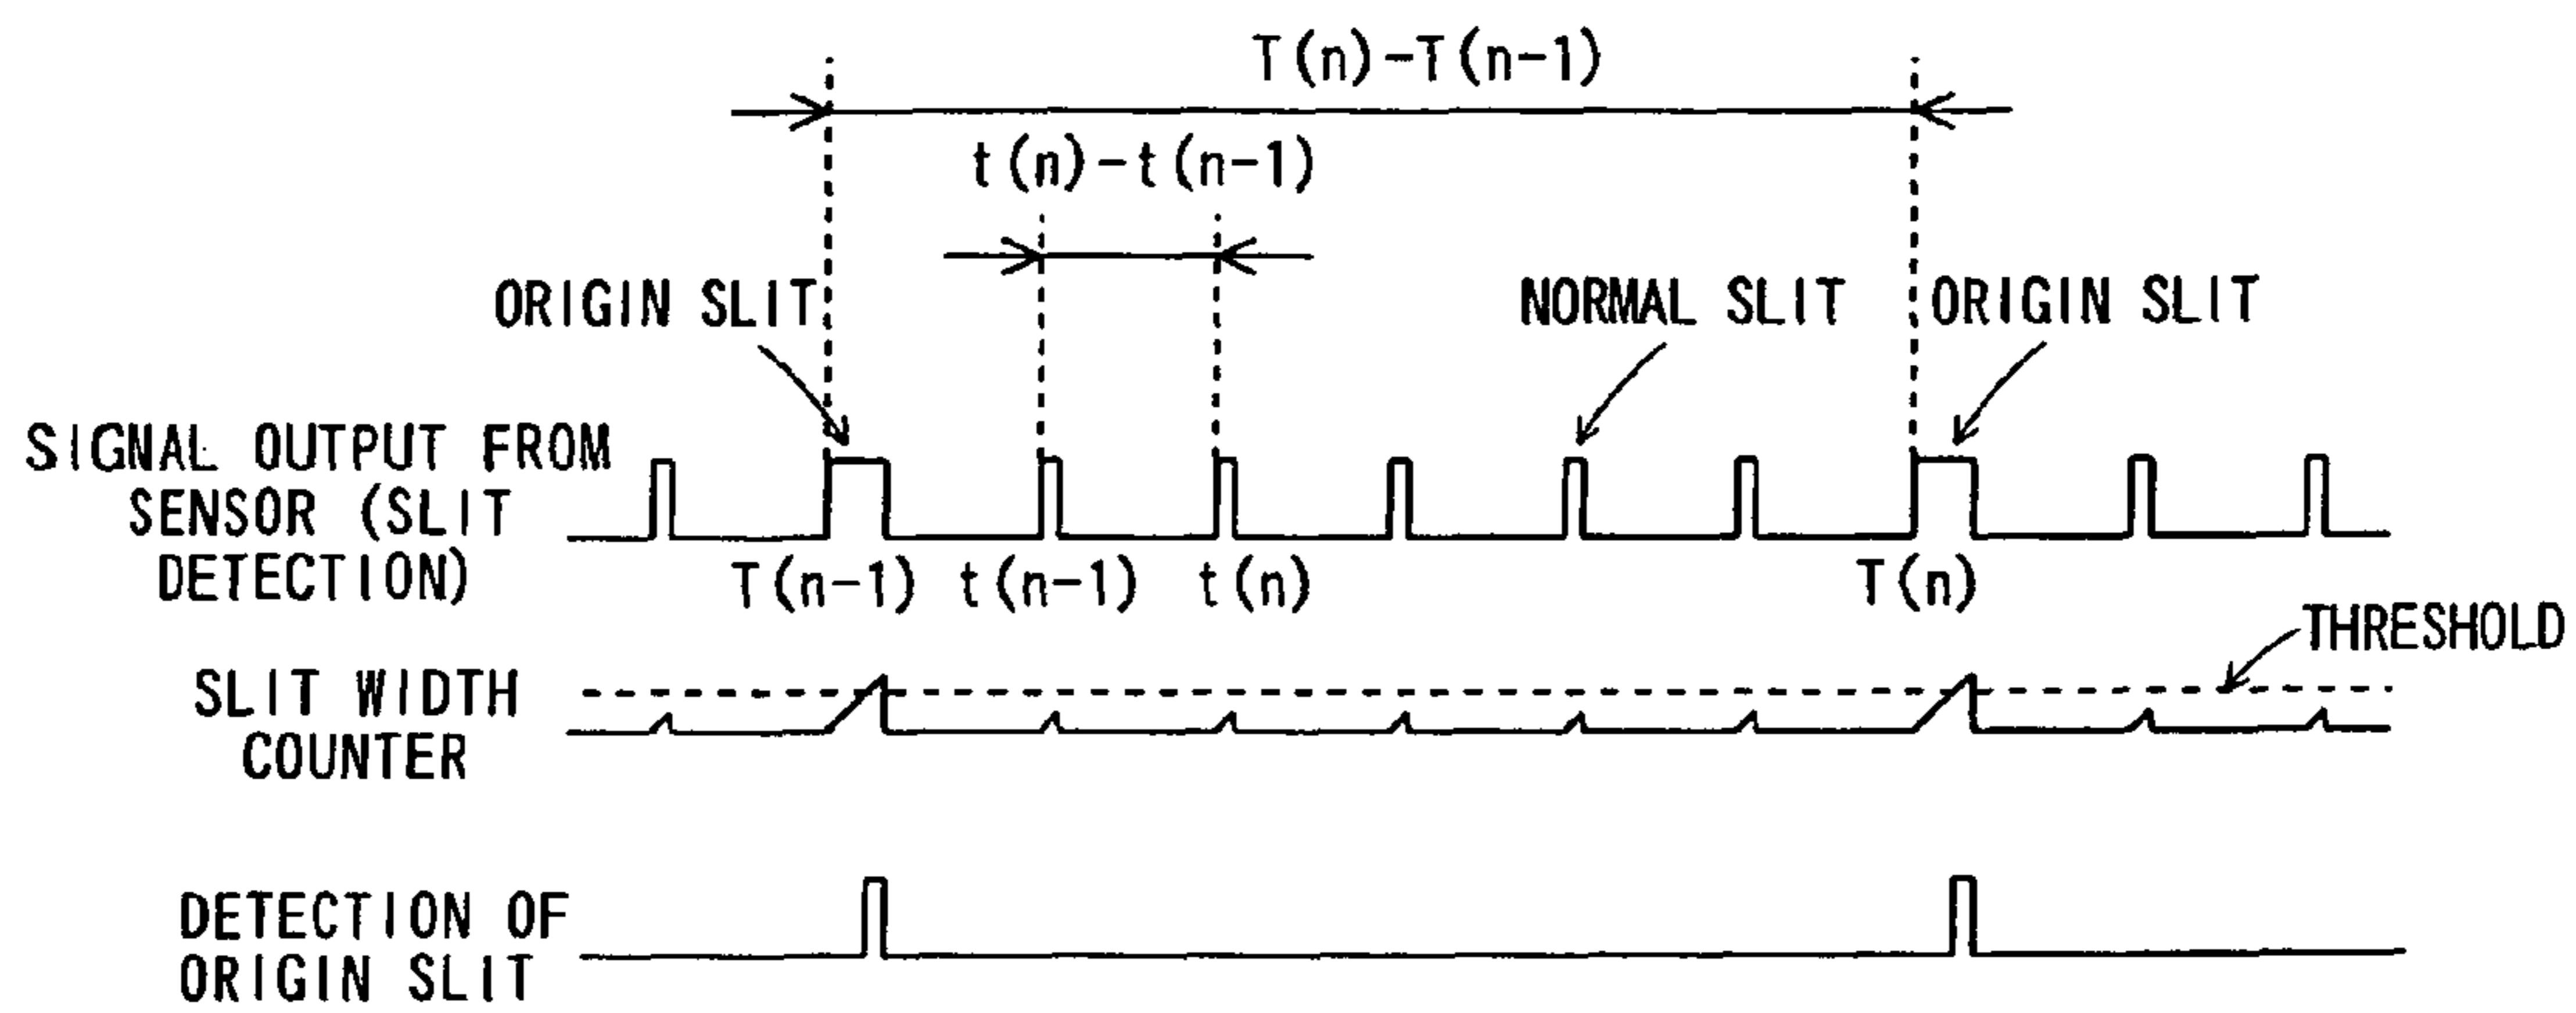 T(n)-T(n-1)
t(n)-t(n-1)
ORIGIN SLIT
NORMAL SLIT
ORIGIN SLIT
SIGNAL OUTPUT FROM
SENSOR (SLIT
DETECTION)
T(n-1)
t(n-1)
t(n)
T(n)
THRESHOLD
SLIT WIDTH
COUNTER
DETECTION OF
ORIGIN SLIT